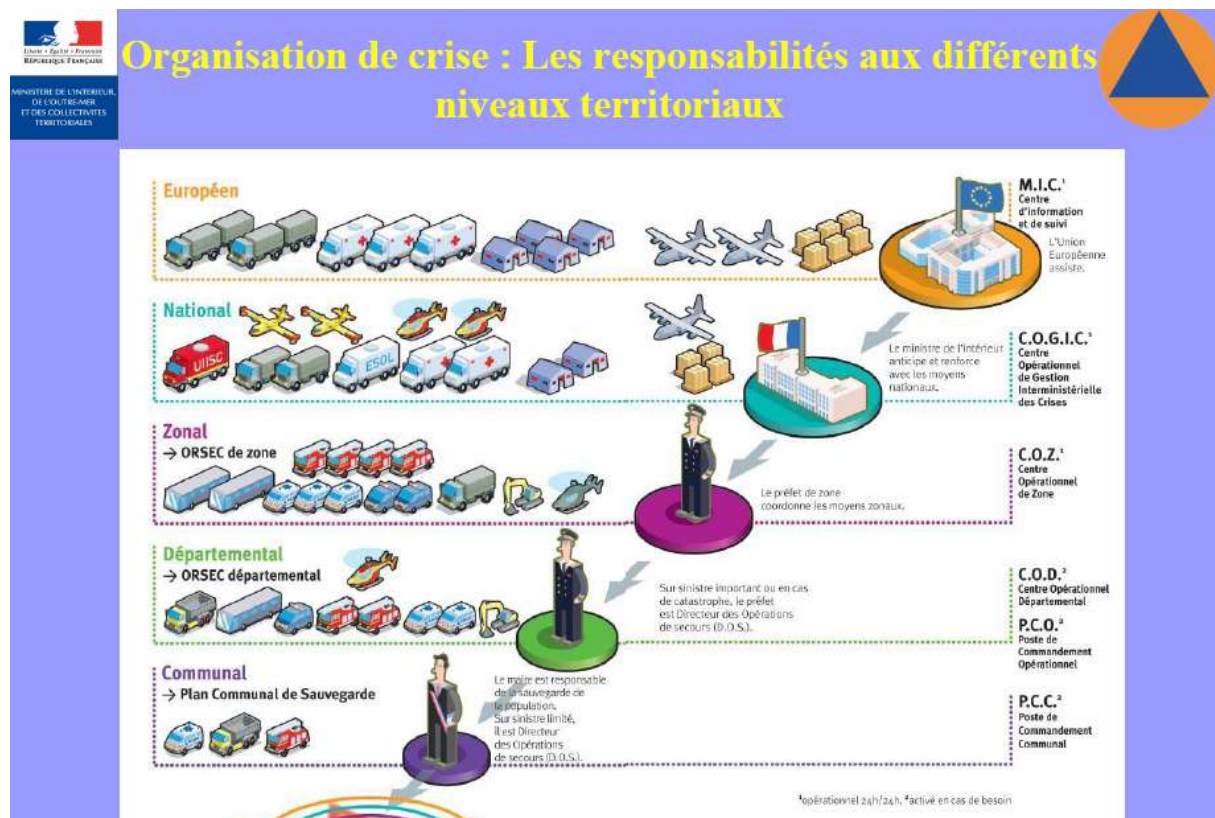 Liberté • Égalité • Fraternité
RÉPUBLIQUE FRANÇAISE
MINISTÈRE DE L'INTÉRIEUR,
DE L'OUTRE-MER
ET DES COLLECTIVITÉS
TERRITORIALES
Organisation de crise : Les responsabilités aux différents
niveaux territoriaux
Européen
M.I.C.¹
Centre
d'information
et de suivi
L'Union
Européenne
assiste.
National
UIISC
ESOL
Le ministre de l'intérieur
anticipe et renforce
avec les moyens
nationaux.
C.O.G.I.C.¹
Centre
Opérationnel
de Gestion
Interministérielle
des Crises
Zonal
→ ORSEC de zone
Le préfet de zone
coordonne les moyens zonaux.
C.O.Z.¹
Centre
Opérationnel
de Zone
Départemental
→ ORSEC départemental
Sur sinistre important ou en cas
de catastrophe, le préfet
est Directeur des Opérations
de secours (D.O.S.).
C.O.D.²
Centre Opérationnel
Départemental
P.C.O.²
Poste de
Commandement
Opérationnel
Communal
→ Plan Communal de Sauvegarde
Le maire est responsable
de la sauvegarde de
la population.
Sur sinistre limité,
il est Directeur
des Opérations
de secours (D.O.S.).
P.C.C.²
Poste de
Commandement
Communal
¹opérationnel 24h/24h. ²activé en cas de besoin